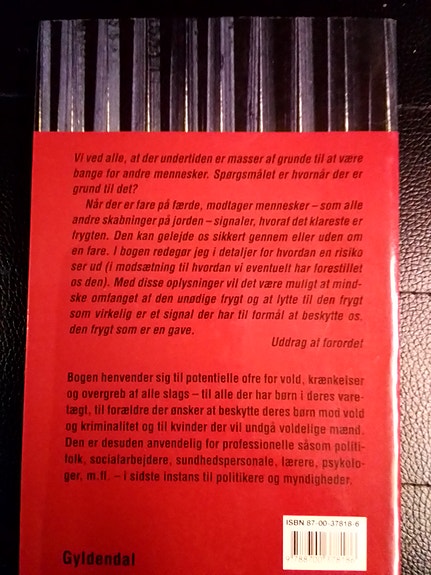 Vi ved alle, at der undertiden er masser af grunde til at være
bange for andre mennesker. Spørgsmålet er hvornår der er
grund til det?
Når der er fare på færde, modtager mennesker – som alle
andre skabninger på jorden – signaler, hvoraf det klareste er
frygten. Den kan gelejde os sikkert gennem eller uden om
en fare. I bogen redegør jeg i detaljer for hvordan en risiko
ser ud (i modsætning til hvordan vi eventuelt har forestillet
os den). Med disse oplysninger vil det være muligt at mind-
ske omfanget af den unødige frygt og at lytte til den frygt
som virkelig er et signal der har til formål at beskytte os,
den frygt som er en gave.
Uddrag af forordet
Bogen henvender sig til potentielle ofre for vold, krænkelser
og overgreb af alle slags – til alle der har børn i deres vare-
tægt, til forældre der ønsker at beskytte deres børn mod vold
og kriminalitet og til kvinder der vil undgå voldelige mænd.
Den er desuden anvendelig for professionelle såsom politi-
folk, socialarbejdere, sundhedspersonale, lærere, psykolo-
ger, m.fl. – i sidste instans til politikere og myndigheder.
ISBN 87-00-37818-6
Gyldendal